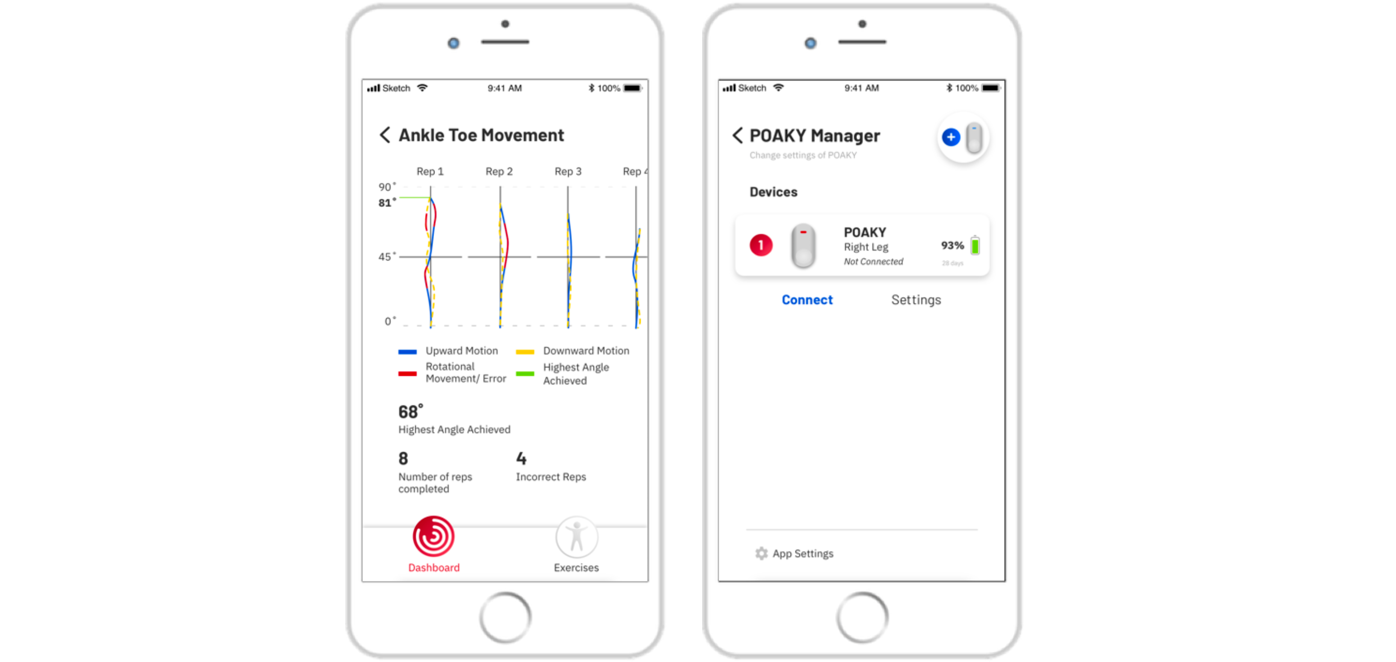 Sketch 9:41 AM 100%
Ankle Toe Movement
Rep 1 Rep 2 Rep 3 Rep 4
90°
81°
45°
0°
Upward Motion Downward Motion
Rotational
Movement/ Error
Highest Angle
Achieved
68°
Highest Angle Achieved
8
Number of reps
completed
4
Incorrect Reps
Dashboard Exercises
Sketch 9:41 AM 100%
POAKY Manager
Change settings of POAKY
Devices
1
POAKY
Right Leg
Not Connected
93%
28 days
Connect Settings
App Settings